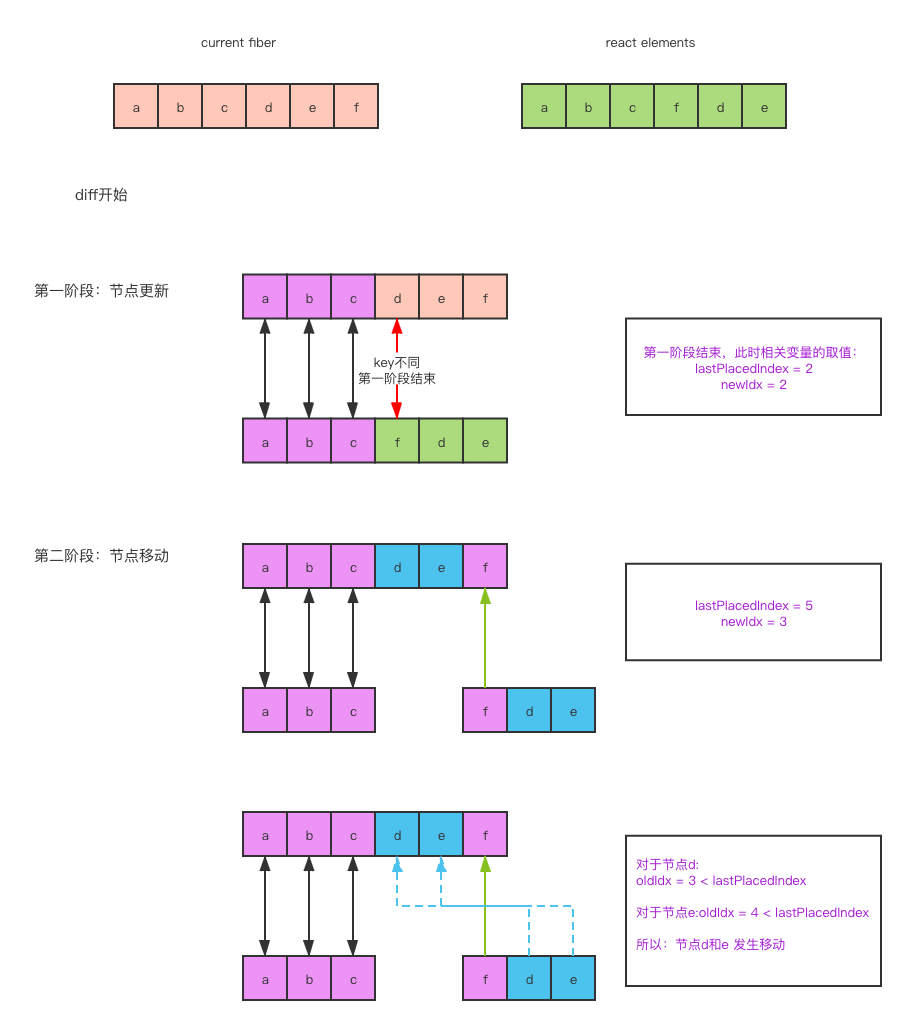 current fiber
react elements
a b c d e f
a b c f d e
diff开始
第一阶段：节点更新
a b c d e f
key不同
第一阶段结束
a b c f d e
第一阶段结束，此时相关变量的取值：
lastPlacedIndex = 2
newIdx = 2
第二阶段：节点移动
a b c d e f
a b c f d e
lastPlacedIndex = 5
newIdx = 3
a b c d e f
a b c f d e
对于节点d:
oldIdx = 3 < lastPlacedIndex
对于节点e:oldIdx = 4 < lastPlacedIndex
所以：节点d和e 发生移动